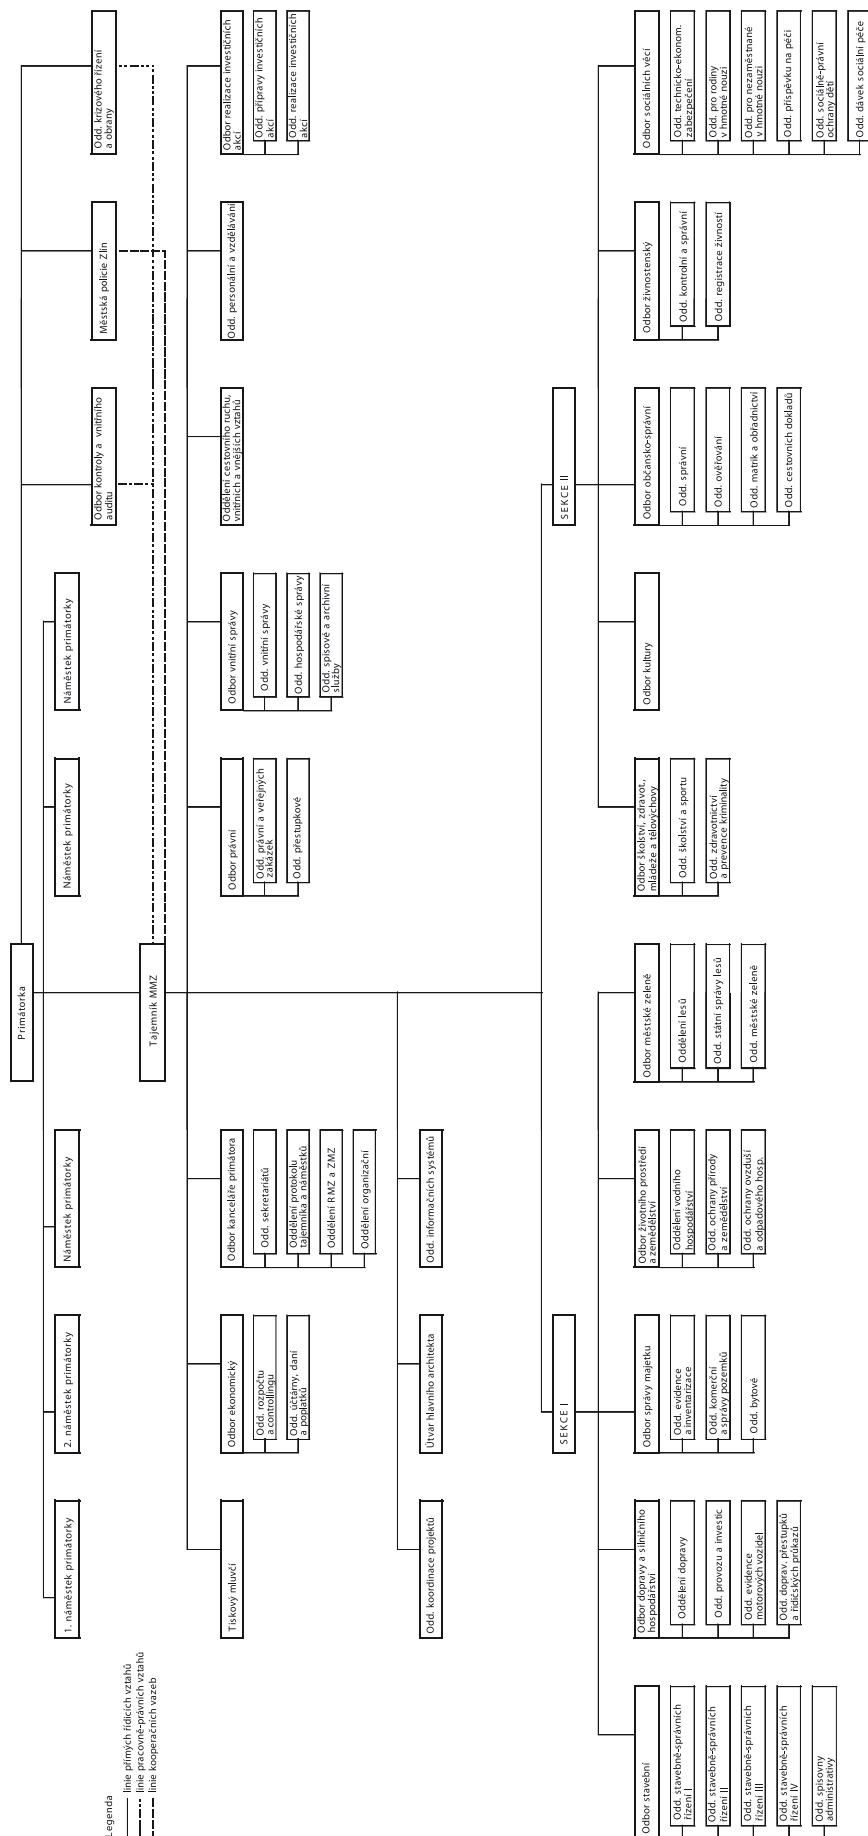 Primátorka
1. náměstek primátorky
2. náměstek primátorky
Náměstek primátorky
Náměstek primátorky
Náměstek primátorky
Odbor kontroly a vnitřního
auditu
Městská policie Zlín
Odd. krizového řízení
a obrany
Tajemník MMZ
Tiskový mluvčí
Odbor ekonomický
Odd. rozpočtu
a controllingu
Odd. účtárny, daní
a poplatků
Odbor kanceláře primátora
Odd. sekretariátů
Oddělení protokolu
tajemníka a náměstků
Oddělení RMZ a ZMZ
Oddělení organizační
Odbor právní
Odd. právní a veřejných
zakázek
Odd. přestupkové
Odbor vnitřní správy
Odd. vnitřní správy
Odd. hospodářské správy
Odd. spisové a archivní
služby
Oddělení cestovního ruchu,
vnitřních a vnějších vztahů
Odd. personální a vzdělávání
Odbor realizace investičních
akcí
Odd. přípravy investičních
akcí
Odd. realizace investičních
akcí
Odd. koordinace projektů
Útvar hlavního architekta
Odd. informačních systémů
SEKCE I
SEKCE II
Odbor stavební
Odd. stavebně-správních
řízení I
Odd. stavebně-správních
řízení II
Odd. stavebně-správních
řízení III
Odd. stavebně-správních
řízení IV
Odd. spisovny
administrativy
Odbor dopravy a silničního
hospodářství
Oddělení dopravy
Odd. provozu a investic
Odd. evidence
motorových vozidel
Odd. doprav. přestupků
a řidičských průkazů
Odbor správy majetku
Odd. evidence
a inventarizace
Odd. komerční
a správy pozemků
Odd. bytové
Odbor životního prostředí
a zemědělství
Oddělení vodního
hospodářství
Odd. ochrany přírody
a zemědělství
Odd. ochrany ovzduší
a odpadového hosp.
Odbor městské zeleně
Oddělení lesů
Odd. státní správy lesů
Odd. městské zeleně
Odbor školství, zdravot.,
mládeže a tělovýchovy
Odd. školství a sportu
Odd. zdravotnictví
a prevence kriminality
Odbor kultury
Odbor občansko-správní
Odd. správní
Odd. ověřování
Odd. matrik a obřadnictví
Odd. cestovních dokladů
Odbor živnostenský
Odd. kontrolní a správní
Odd. registrace živností
Odbor sociálních věcí
Odd. technicko-ekonom.
zabezpečení
Odd. pro rodiny
v hmotné nouzi
Odd. pro nezaměstnané
v hmotné nouzi
Odd. příspěvku na péči
Odd. sociálně-právní
ochrany dětí
Odd. dávek sociální péče
Legenda
linie přímých řídicích vztahů
linie pracovně-právních vztahů
linie kooperačních vazeb